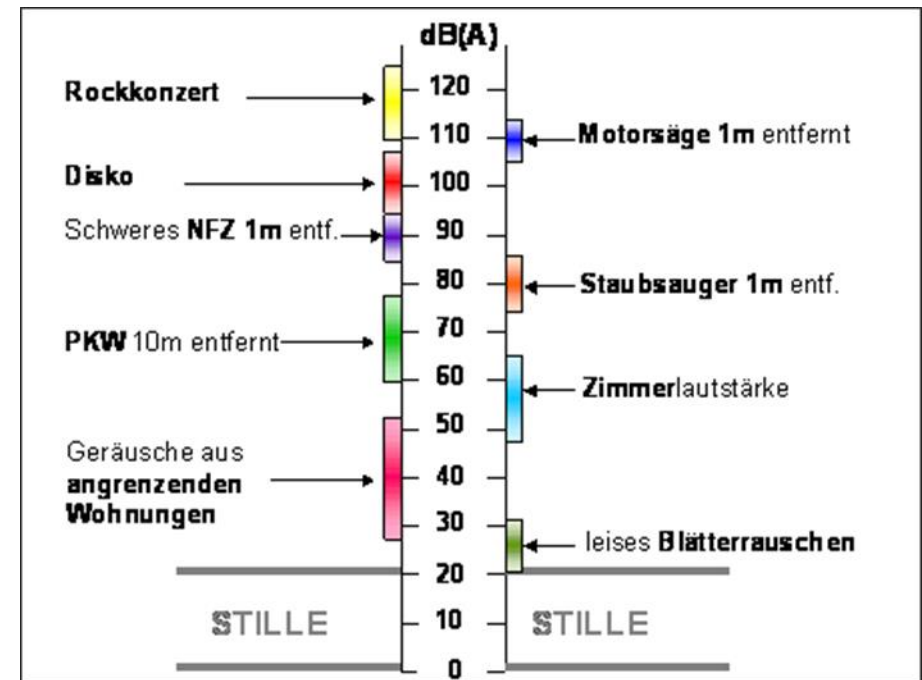 dB(A)
Rockkonzert
120
110
Motorsäge 1m entfernt
Disko
100
Schweres NFZ 1m entf.
90
80
Staubsauger 1m entf.
70
PKW 10m entfernt
60
Zimmerlautstärke
50
Geräusche aus
angrenzenden
Wohnungen
40
30
leises Blätterrauschen
20
STILLE
10
STILLE
0